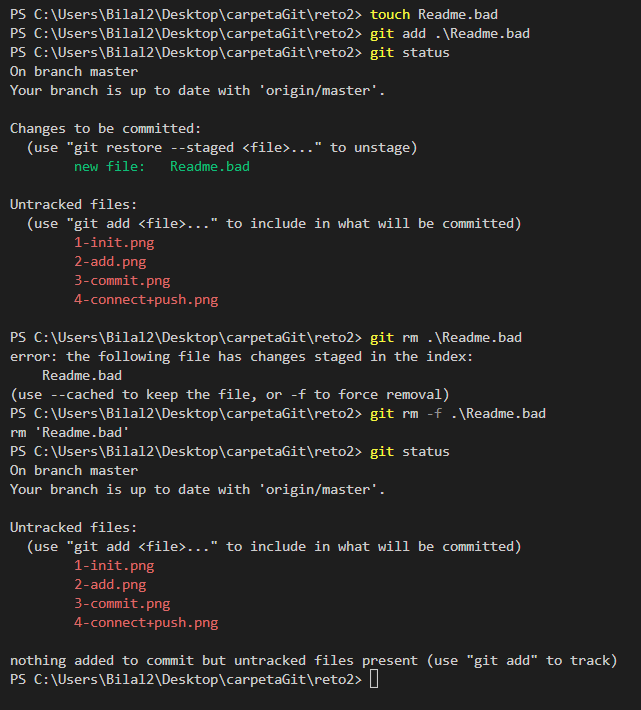 PS C:\Users\Bilal2\Desktop\carpetaGit\reto2> touch Readme.bad
PS C:\Users\Bilal2\Desktop\carpetaGit\reto2> git add .\Readme.bad
PS C:\Users\Bilal2\Desktop\carpetaGit\reto2> git status
On branch master
Your branch is up to date with 'origin/master'.

Changes to be committed:
  (use "git restore --staged <file>..." to unstage)
        new file:   Readme.bad

Untracked files:
  (use "git add <file>..." to include in what will be committed)
        1-init.png
        2-add.png
        3-commit.png
        4-connect+push.png

PS C:\Users\Bilal2\Desktop\carpetaGit\reto2> git rm .\Readme.bad
error: the following file has changes staged in the index:
    Readme.bad
(use --cached to keep the file, or -f to force removal)
PS C:\Users\Bilal2\Desktop\carpetaGit\reto2> git rm -f .\Readme.bad
rm 'Readme.bad'
PS C:\Users\Bilal2\Desktop\carpetaGit\reto2> git status
On branch master
Your branch is up to date with 'origin/master'.

Untracked files:
  (use "git add <file>..." to include in what will be committed)
        1-init.png
        2-add.png
        3-commit.png
        4-connect+push.png

nothing added to commit but untracked files present (use "git add" to track)
PS C:\Users\Bilal2\Desktop\carpetaGit\reto2>